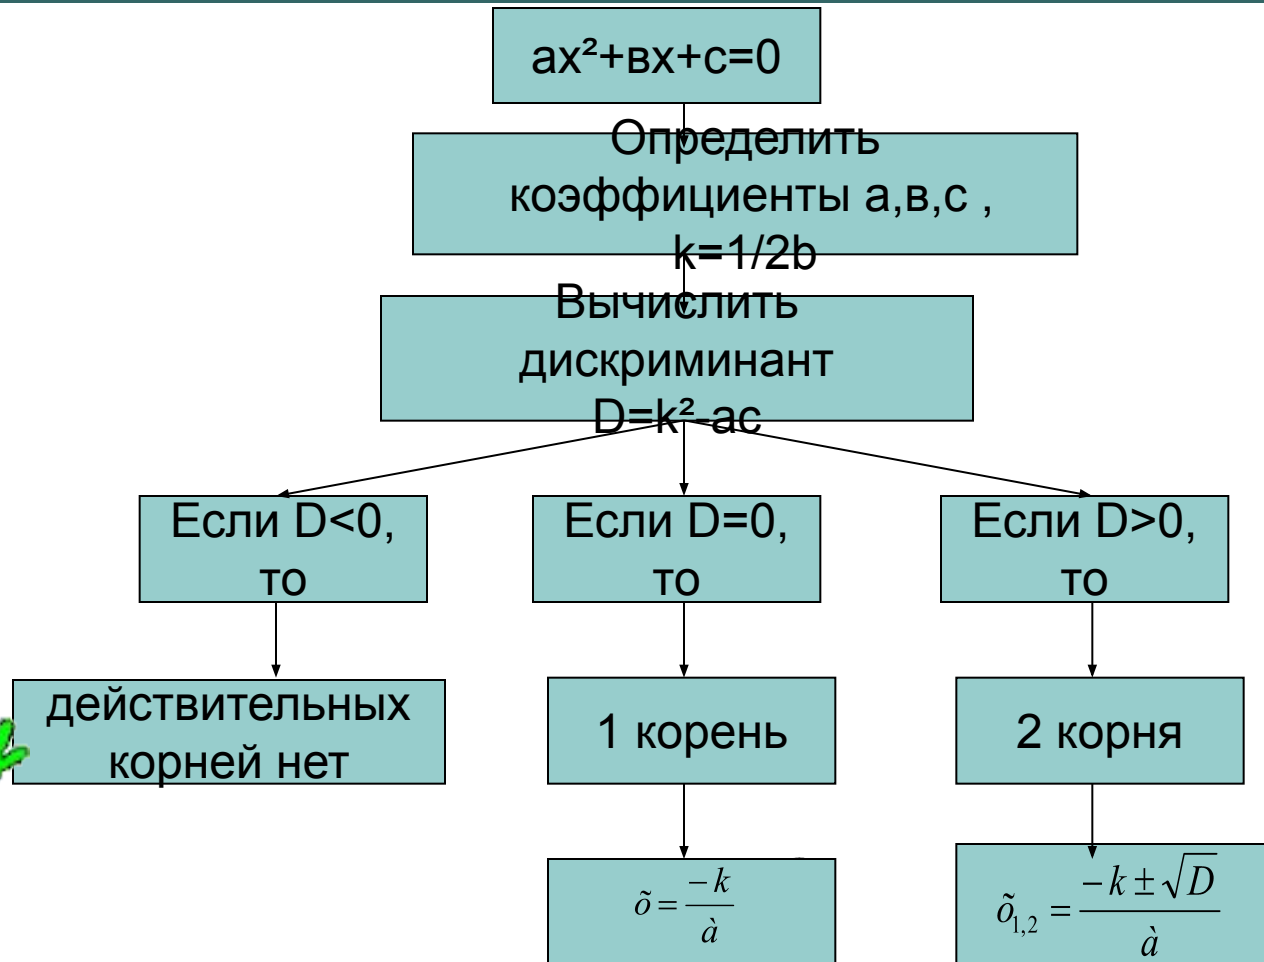 ах²+вх+с=0
Определить
коэффициенты а,в,с ,
k=1/2b
Вычислить
дискриминант
D=k²-ac
Если D<0,
то
Если D=0,
то
Если D>0,
то
действительных
корней нет
1 корень
2 корня
õ = -k / à
õ1,2 = -k ± √D / à